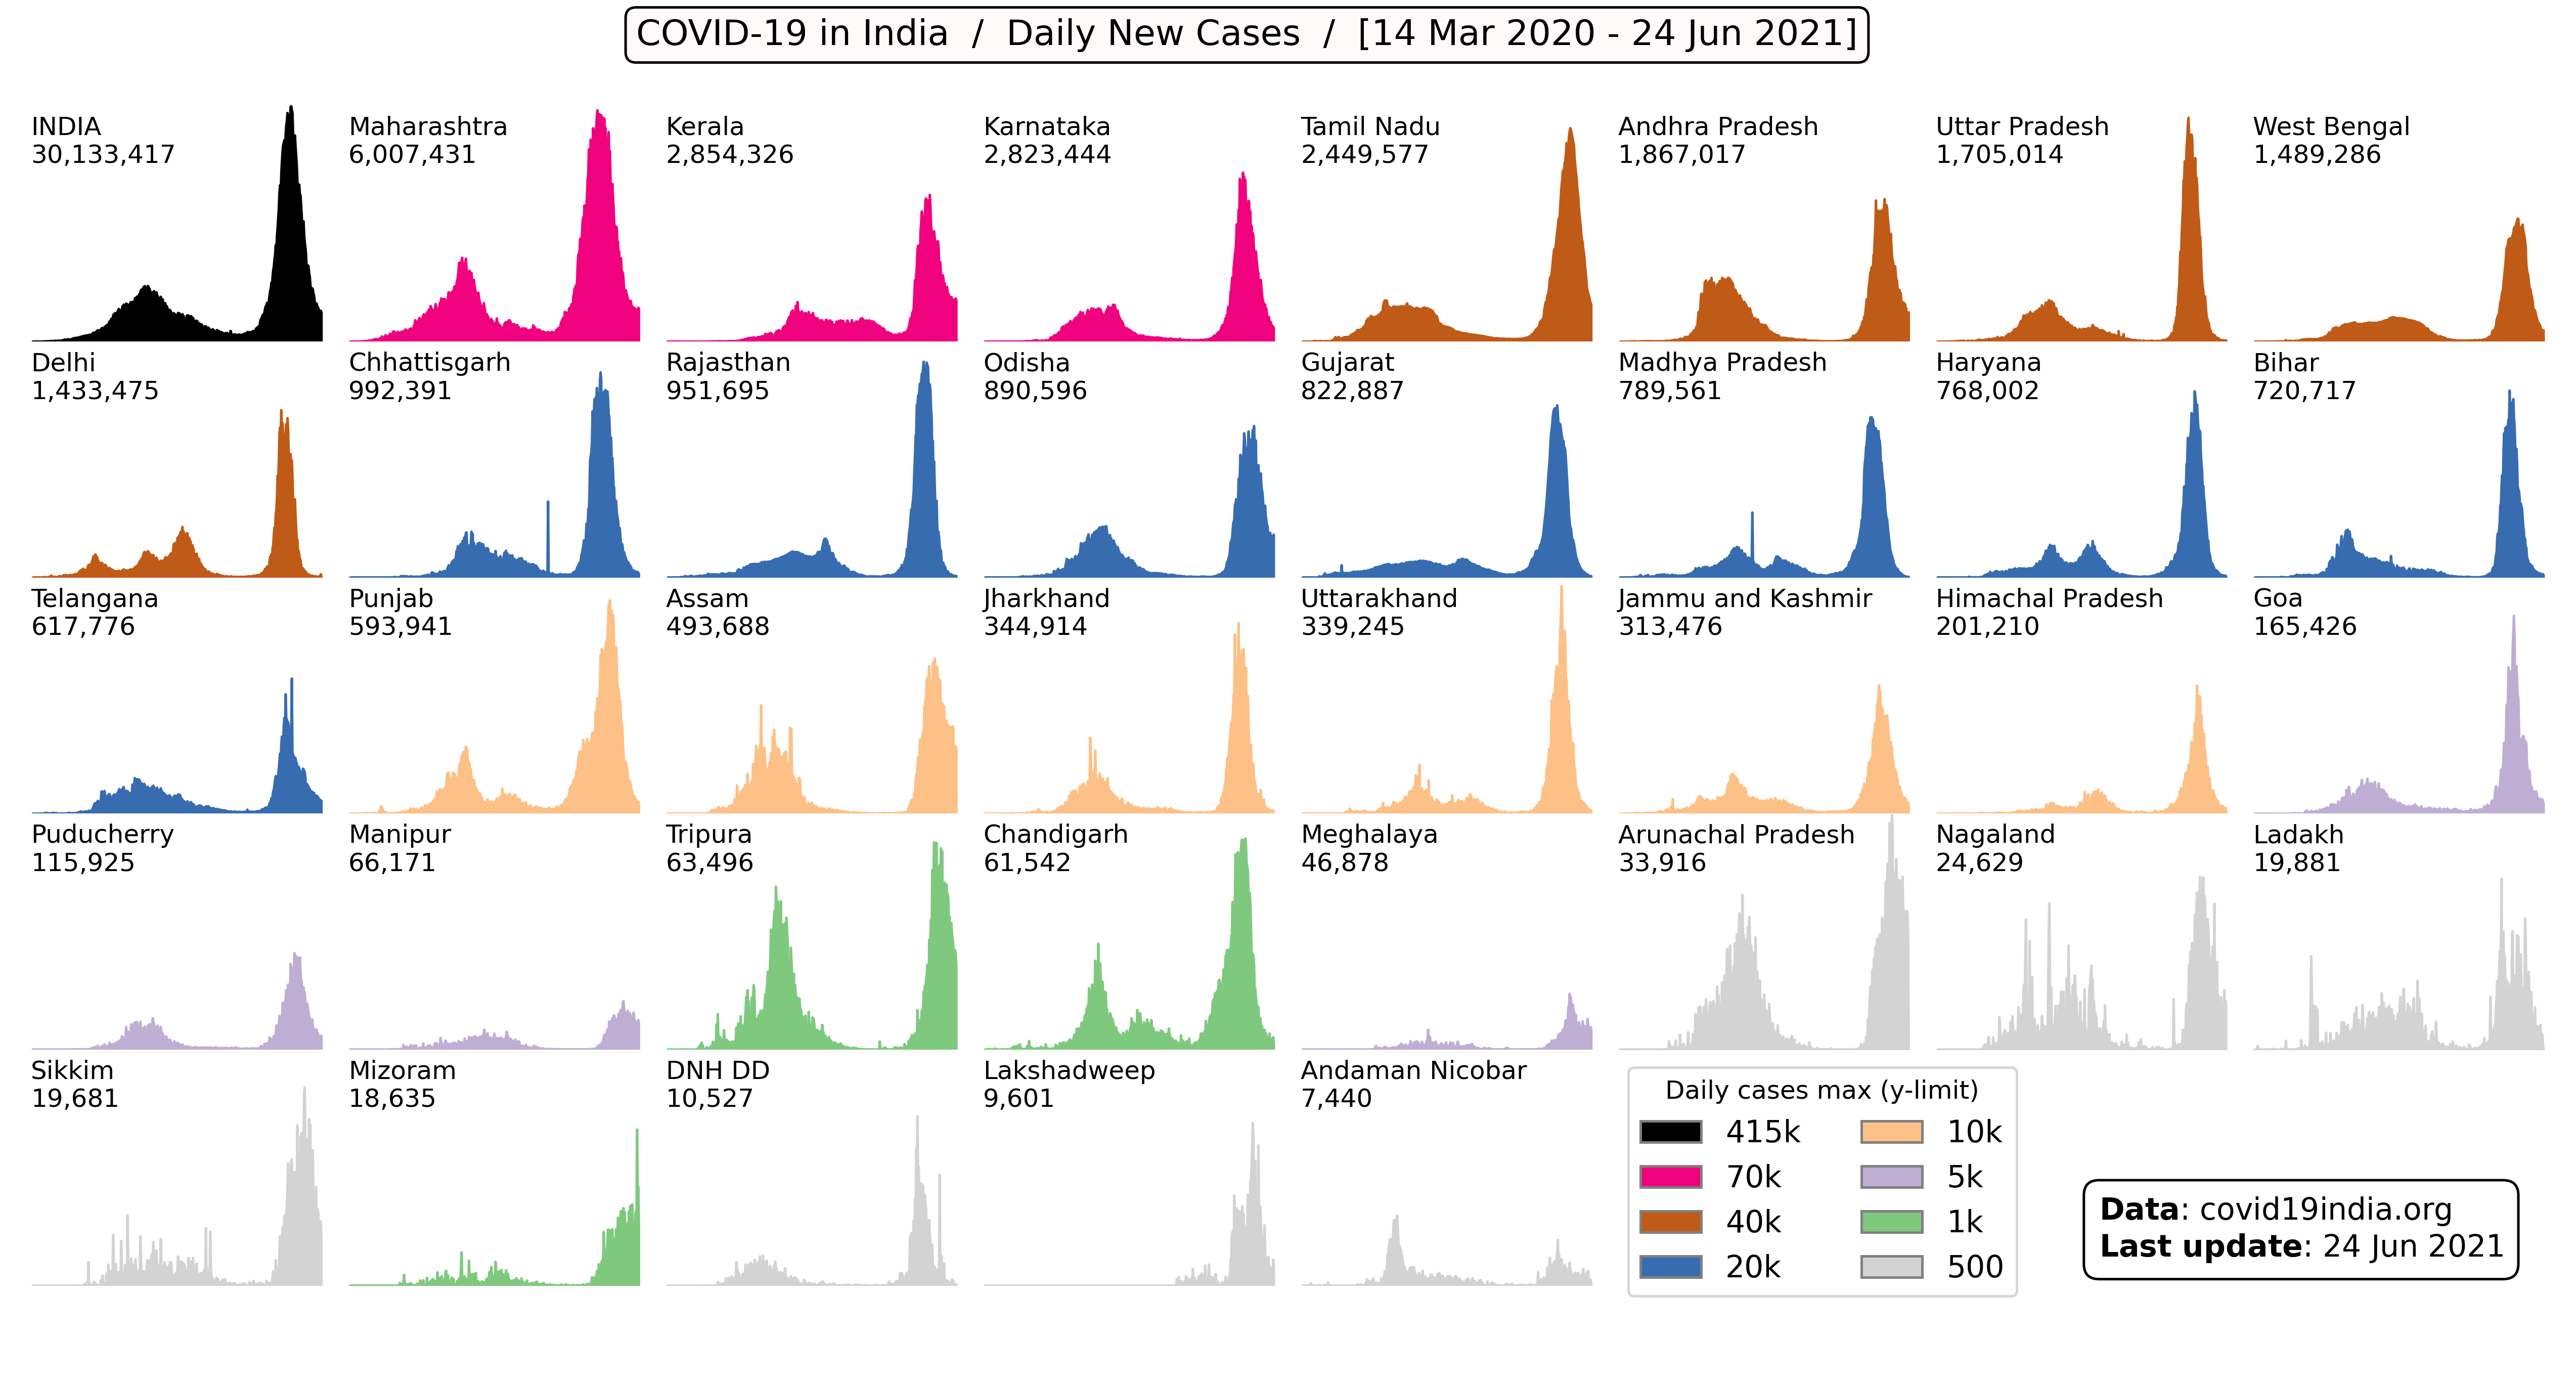 COVID-19 in India / Daily New Cases / [14 Mar 2020 - 24 Jun 2021]
INDIA
30,133,417
Maharashtra
6,007,431
Kerala
2,854,326
Karnataka
2,823,444
Tamil Nadu
2,449,577
Andhra Pradesh
1,867,017
Uttar Pradesh
1,705,014
West Bengal
1,489,286
Delhi
1,433,475
Chhattisgarh
992,391
Rajasthan
951,695
Odisha
890,596
Gujarat
822,887
Madhya Pradesh
789,561
Haryana
768,002
Bihar
720,717
Telangana
617,776
Punjab
593,941
Assam
493,688
Jharkhand
344,914
Uttarakhand
339,245
Jammu and Kashmir
313,476
Himachal Pradesh
201,210
Goa
165,426
Puducherry
115,925
Manipur
66,171
Tripura
63,496
Chandigarh
61,542
Meghalaya
46,878
Arunachal Pradesh
33,916
Nagaland
24,629
Ladakh
19,881
Sikkim
19,681
Mizoram
18,635
DNH DD
10,527
Lakshadweep
9,601
Andaman Nicobar
7,440
Daily cases max (y-limit)
415k
70k
40k
20k
10k
5k
1k
500
Data: covid19india.org
Last update: 24 Jun 2021